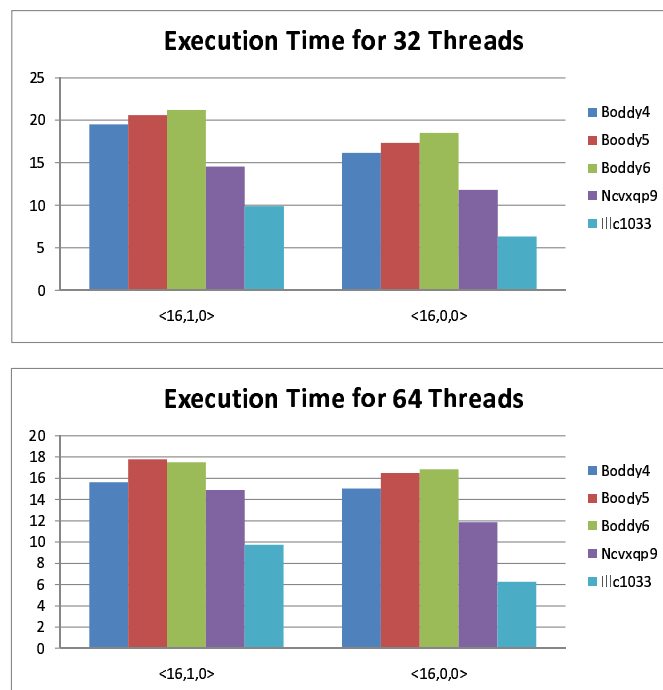 Execution Time for 32 Threads
25
20
15
10
5
0
<16,1,0>
<16,0,0>
Boddy4
Boody5
Boddy6
Ncvxqp9
Illc1033
Execution Time for 64 Threads
20
18
16
14
12
10
8
6
4
2
0
<16,1,0>
<16,0,0>
Boddy4
Boody5
Boddy6
Ncvxqp9
Illc1033